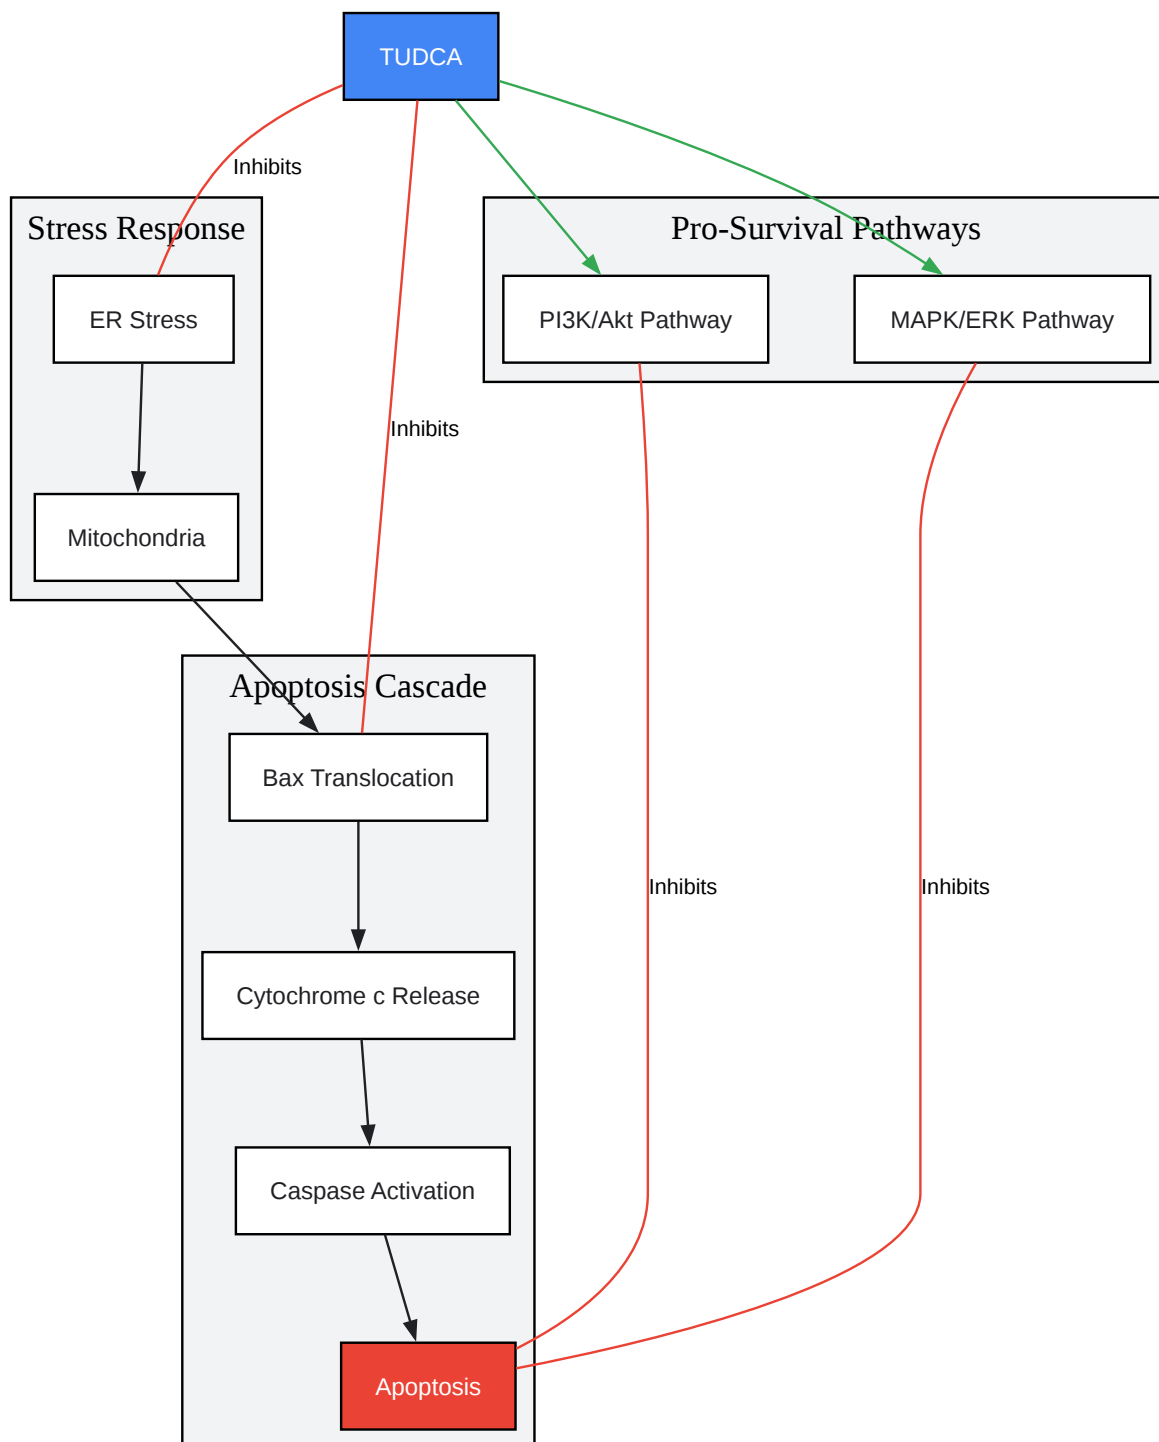 TUDCA
Inhibits
Stress Response
Pro-Survival Pathways
ER Stress
PI3K/Akt Pathway
MAPK/ERK Pathway
Inhibits
Mitochondria
Apoptosis Cascade
Bax Translocation
Inhibits
Inhibits
Cytochrome c Release
Caspase Activation
Apoptosis